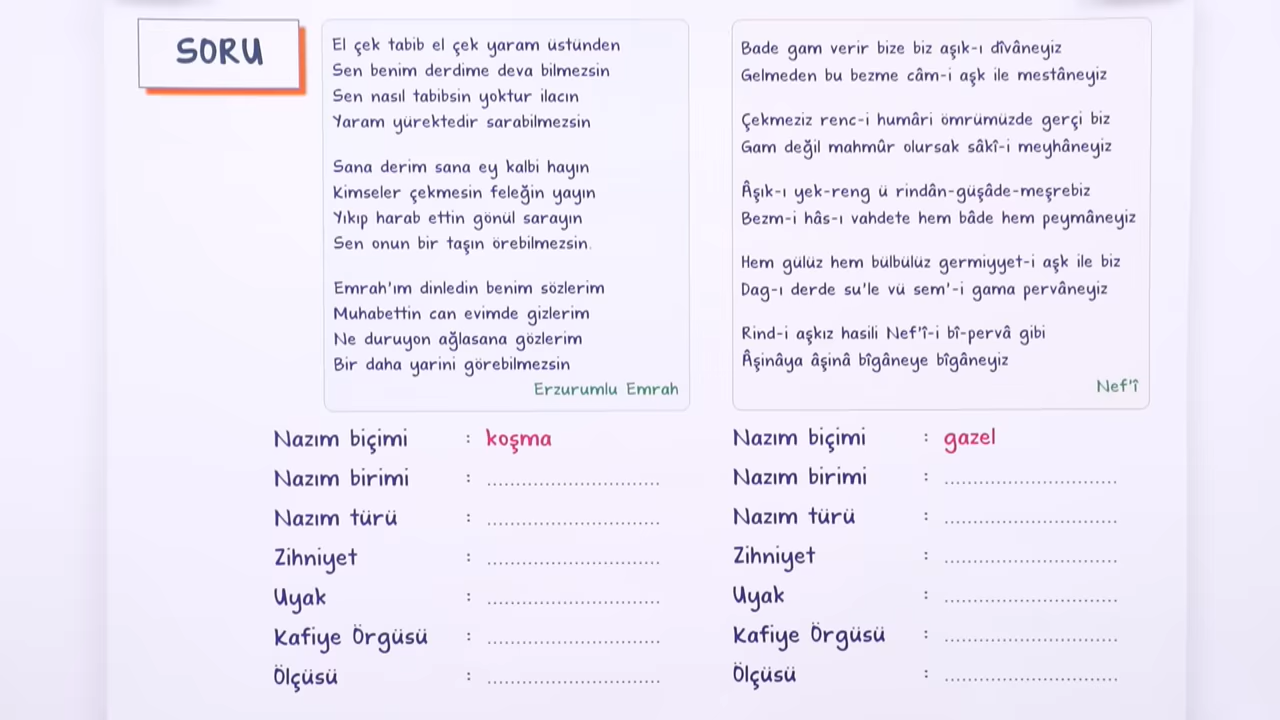 SORU
El çek tabib el çek yaram üstünden
Sen benim derdime deva bilmezsin
Sen nasıl tabibsin yoktur ilacın
Yaram yürektedir sarabilmezsin
Sana derim sana ey kalbi hayın
Kimseler çekmesin feleğin yayın
Yıkıp harab ettin gönül sarayın
Sen onun bir taşın örebilmezsin.
Emrah'ım dinledin benim sözlerim
Muhabettin can evimde gizlerim
Ne duruyon ağlasana gözlerim
Bir daha yarini görebilmezsin
Erzurumlu Emrah
Bade gam verir bize biz aşık-ı dîvâneyiz
Gelmeden bu bezme câm-i aşk ile mestâneyiz
Çekmeziz renc-i humâri ömrümüzde gerçi biz
Gam değil mahmûr olursak sâkî-i meyhâneyiz
Âşık-ı yek-reng ü rindân-güşâde-meşrebiz
Bezm-i hâs-ı vahdete hem bâde hem peymâneyiz
Hem gülüz hem bülbülüz germiyyet-i aşk ile biz
Dag-ı derde su'le vü sem'-i gama pervâneyiz
Rind-i aşkız hasili Nef'î-i bî-pervâ gibi
Âşinâya âşinâ bîgâneye bîgâneyiz
Nef'î
Nazım biçimi : koşma
Nazım birimi : ..............................
Nazım türü : ..............................
Zihniyet : ..............................
Uyak : ..............................
Kafiye Örgüsü : ..............................
Ölçüsü : ..............................
Nazım biçimi : gazel
Nazım birimi : ..............................
Nazım türü : ..............................
Zihniyet : ..............................
Uyak : ..............................
Kafiye Örgüsü : ..............................
Ölçüsü : ..............................